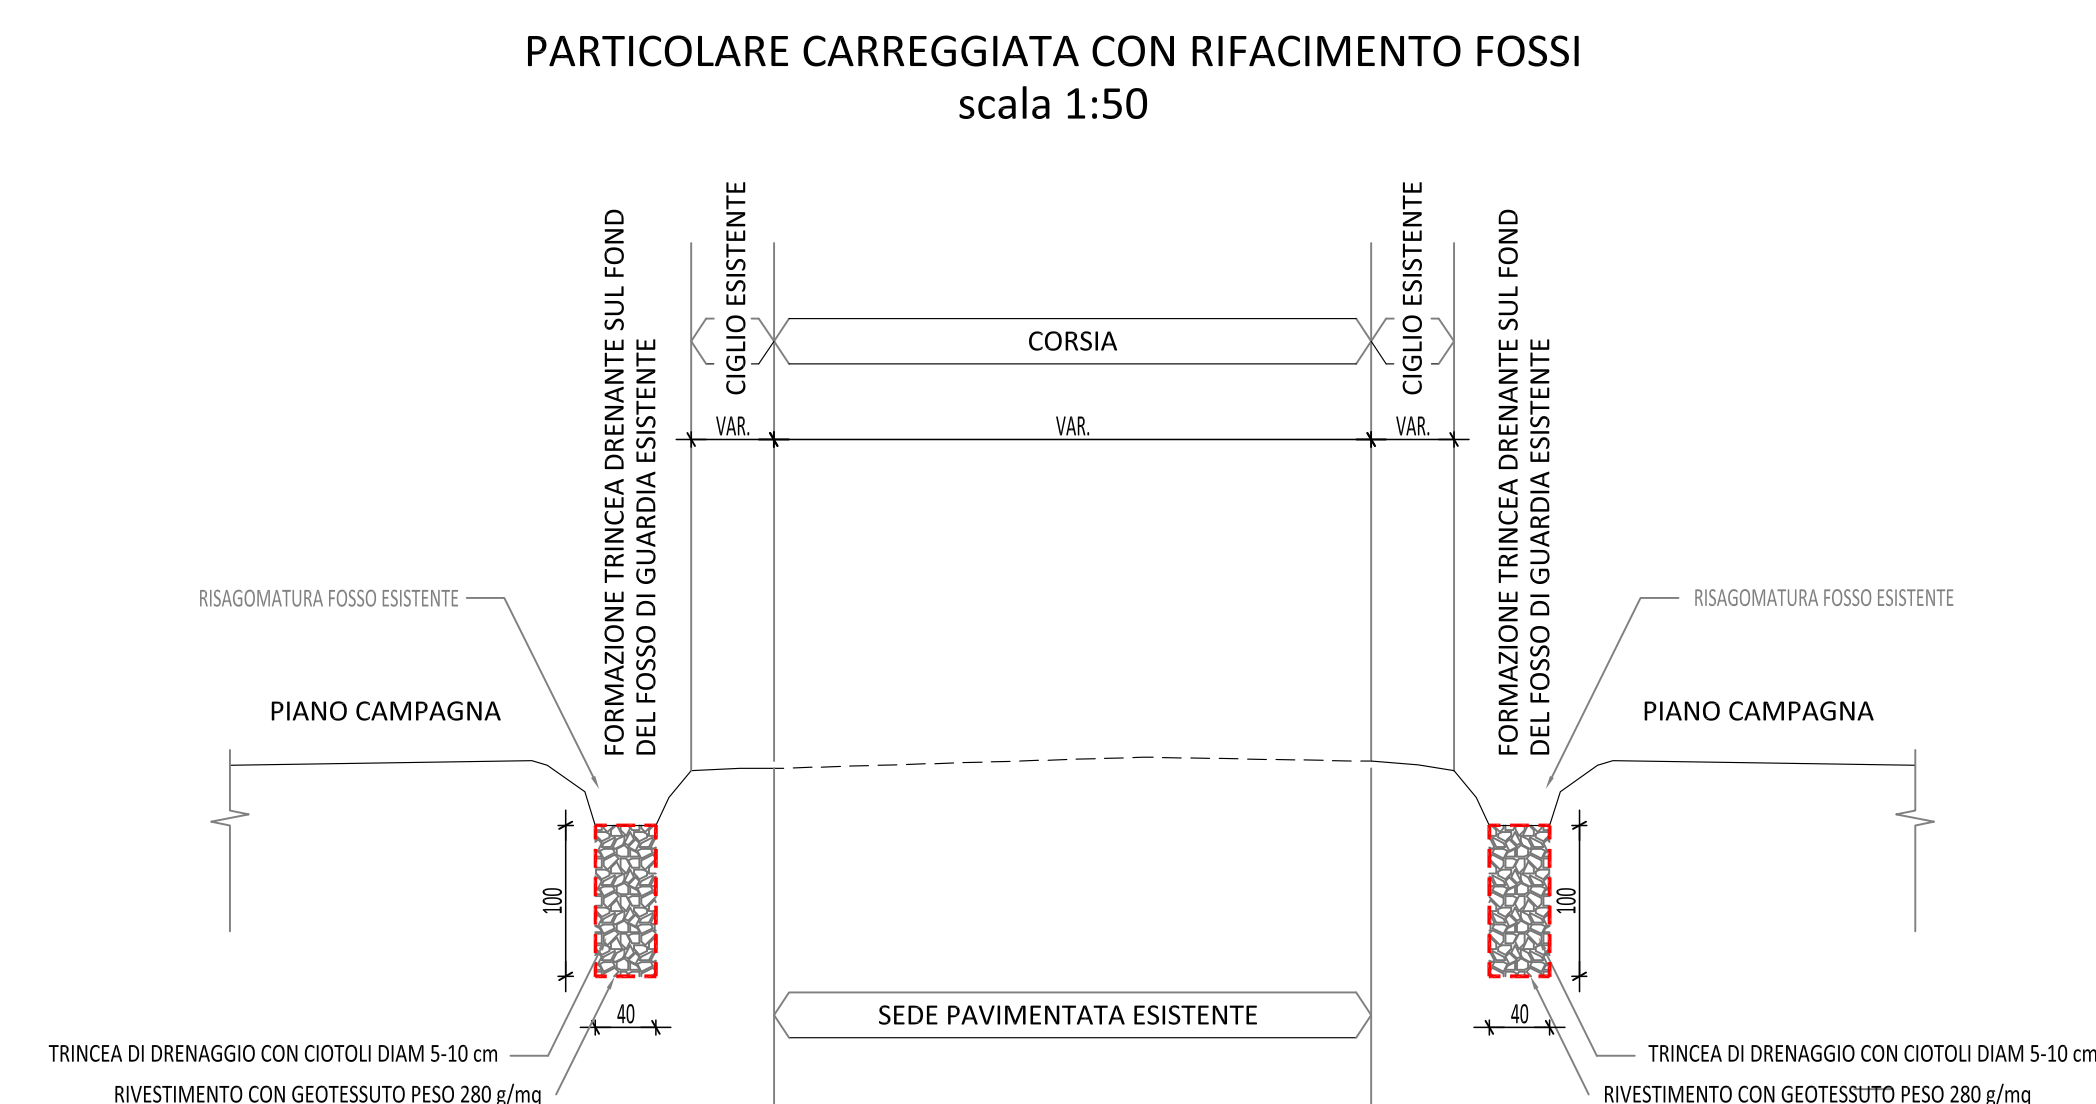 PARTICOLARE CARREGGIATA CON RIFACIMENTO FOSSI
scala 1:50
FORMAZIONE TRINCEA DRENANTE SUL FOND
DEL FOSSO DI GUARDIA ESISTENTE
CIGLIO ESISTENTE
CORSIA
CIGLIO ESISTENTE
FORMAZIONE TRINCEA DRENANTE SUL FOND
DEL FOSSO DI GUARDIA ESISTENTE
VAR.
VAR.
VAR.
RISAGOMATURA FOSSO ESISTENTE
RISAGOMATURA FOSSO ESISTENTE
PIANO CAMPAGNA
PIANO CAMPAGNA
100
100
40
SEDE PAVIMENTATA ESISTENTE
40
TRINCEA DI DRENAGGIO CON CIOTOLI DIAM 5-10 cm
TRINCEA DI DRENAGGIO CON CIOTOLI DIAM 5-10 cm
RIVESTIMENTO CON GEOTESSUTO PESO 280 g/mq
RIVESTIMENTO CON GEOTESSUTO PESO 280 g/mq